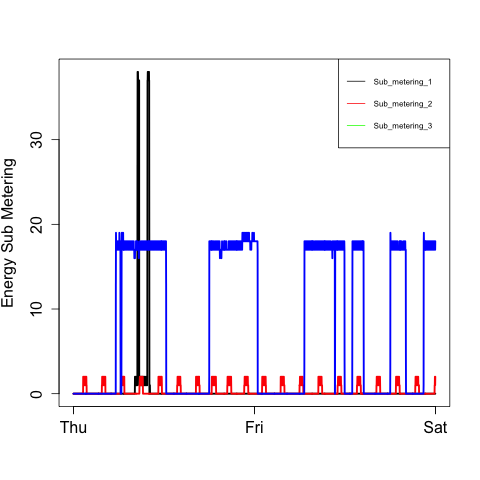 Sub_metering_1
Sub_metering_2
Sub_metering_3
Energy Sub Metering
30
20
10
0
Thu Fri Sat